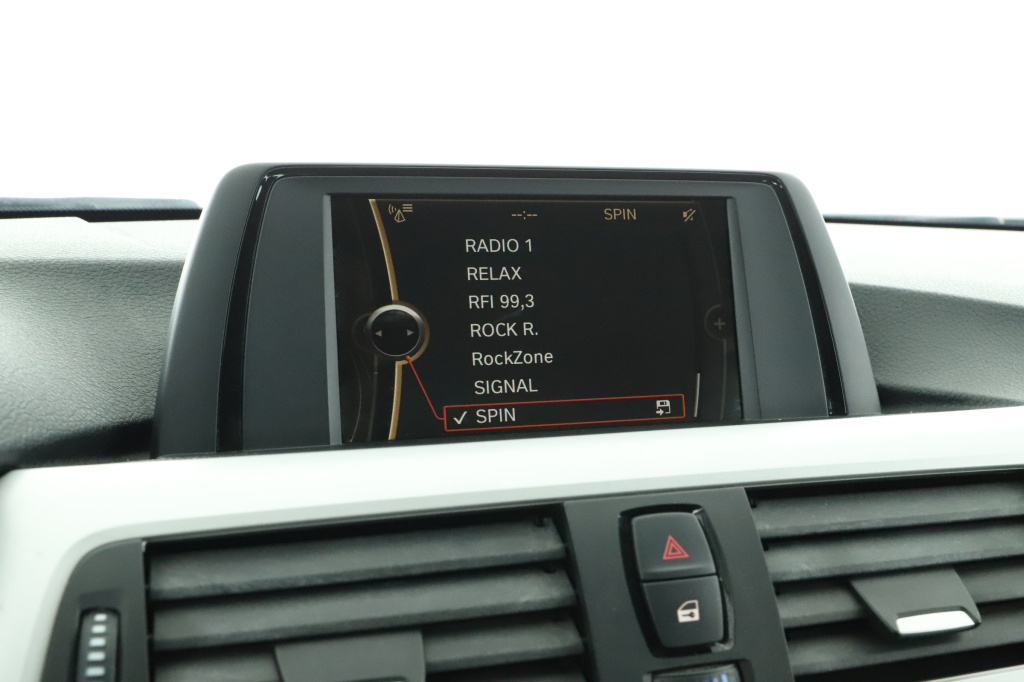 --:-- SPIN
RADIO 1
RELAX
RFI 99,3
ROCK R.
RockZone
SIGNAL
SPIN